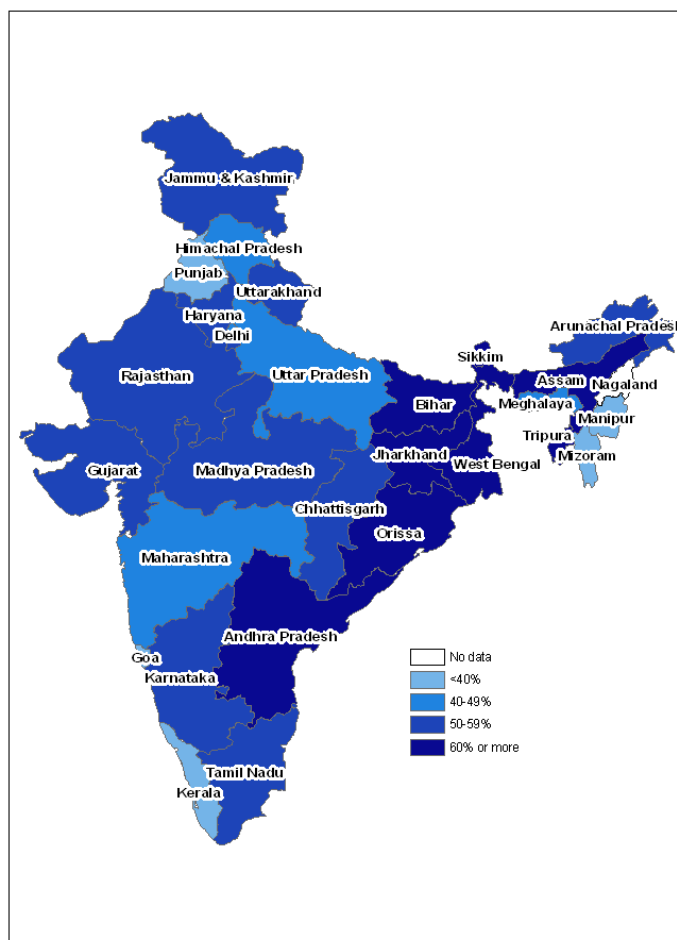 Jammu & Kashmir
Himachal Pradesh
Punjab
Uttarakhand
Haryana
Delhi
Arunachal Pradesh
Sikkim
Rajasthan
Uttar Pradesh
Assam
Nagaland
Bihar
Meghalaya
Manipur
Tripura
Jharkhand
Mizoram
West Bengal
Gujarat
Madhya Pradesh
Chhattisgarh
Orissa
Maharashtra
Andhra Pradesh
Goa
Karnataka
No data
<40%
40-49%
50-59%
60% or more
Tamil Nadu
Kerala